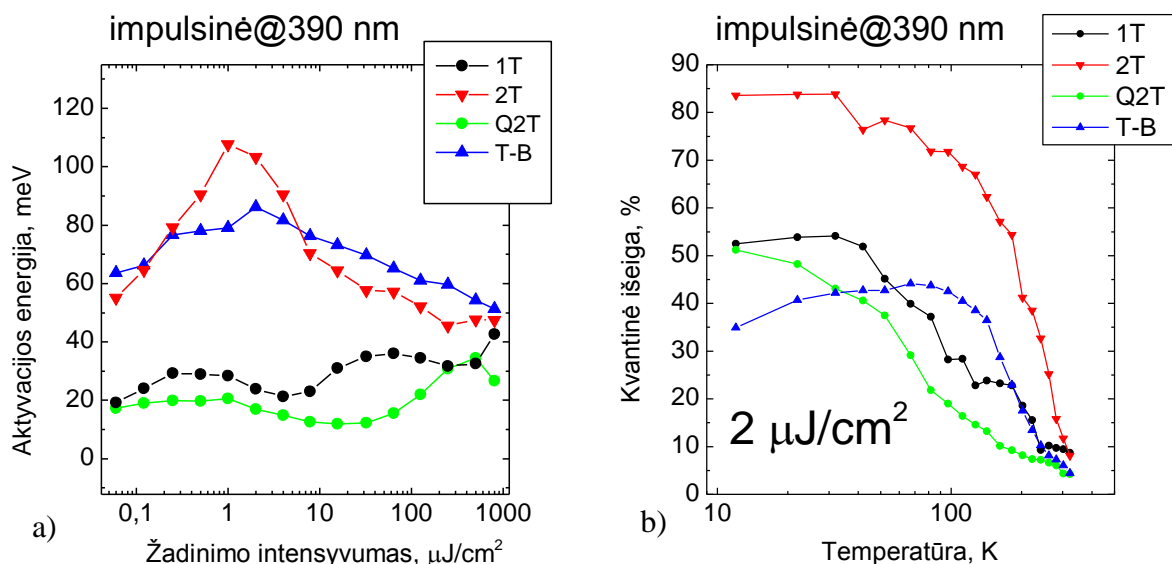 impulsinė@390 nm
1T
2T
Q2T
T-B
120
100
80
60
40
20
0
Aktyvacijos energija, meV
0,1
1
10
100
1000
Žadinimo intensyvumas, μJ/cm²
a)
impulsinė@390 nm
1T
2T
Q2T
T-B
90
80
70
60
50
40
30
20
10
0
Kvantinė išeiga, %
2 μJ/cm²
10
100
Temperatūra, K
b)